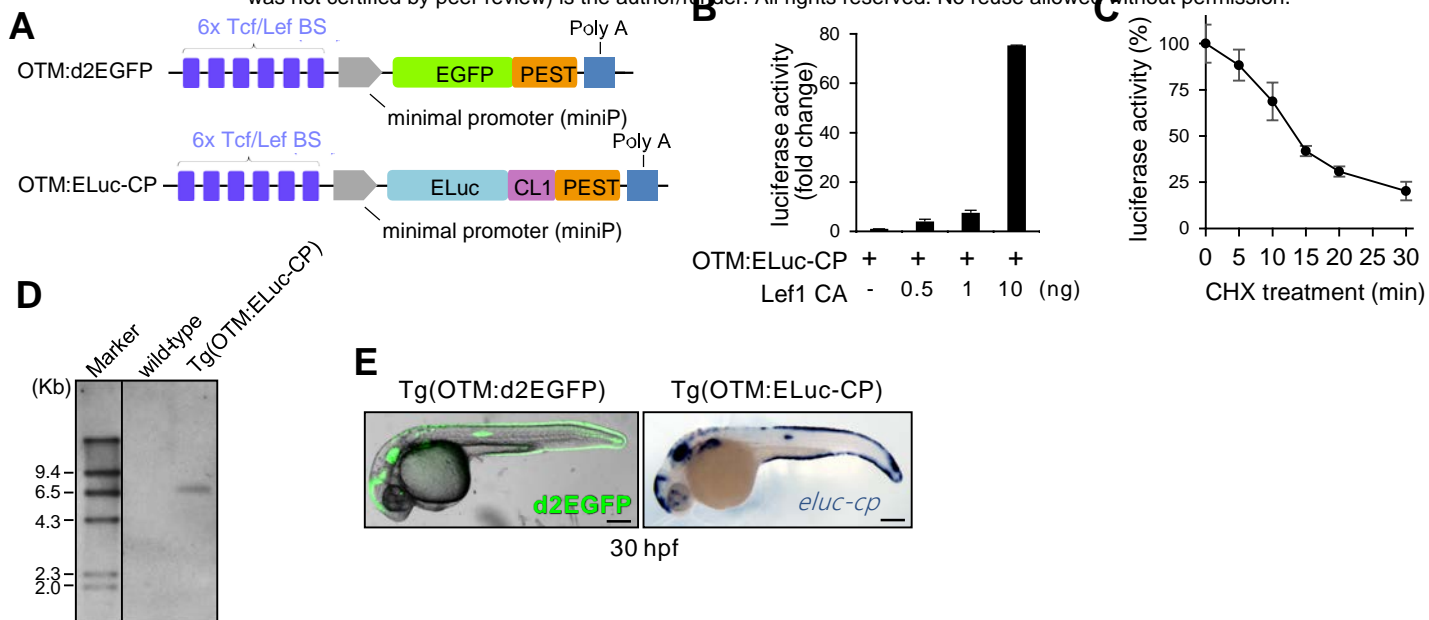 was not certified by peer review) is the author/funder. All rights reserved. No reuse allowed without permission.
A
6x Tcf/Lef BS
Poly A
OTM:d2EGFP
EGFP
PEST
minimal promoter (miniP)
6x Tcf/Lef BS
Poly A
OTM:ELuc-CP
ELuc
CL1
PEST
minimal promoter (miniP)
B
luciferase activity
(fold change)
80
60
40
20
0
OTM:ELuc-CP + + + +
Lef1 CA - 0.5 1 10 (ng)
C
luciferase activity (%)
100
75
50
25
0
0 5 10 15 20 25 30
CHX treatment (min)
D
Marker
wild-type
Tg(OTM:ELuc-CP)
(Kb)
9.4
6.5
4.3
2.3
2.0
E
Tg(OTM:d2EGFP)
Tg(OTM:ELuc-CP)
d2EGFP
eluc-cp
30 hpf